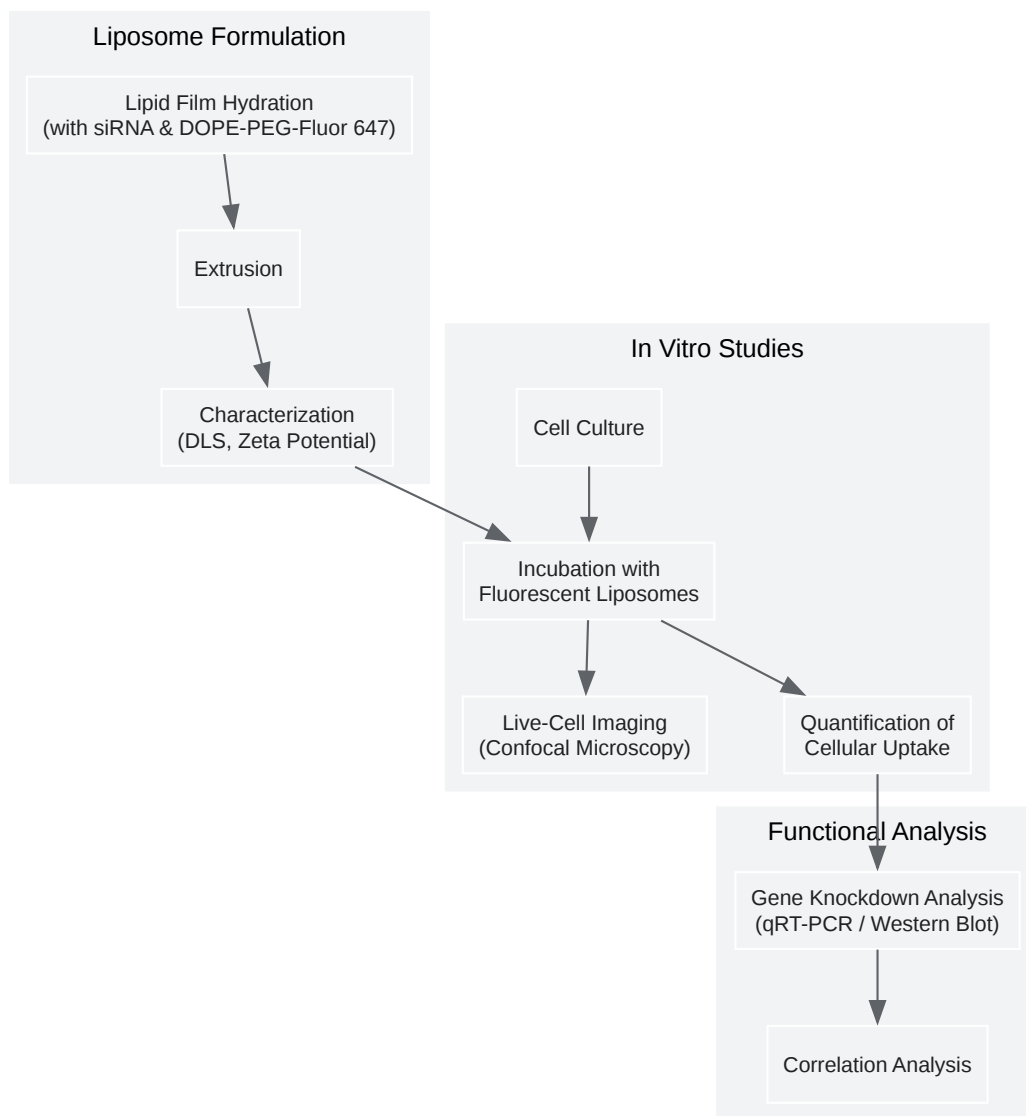 Liposome Formulation
Lipid Film Hydration
(with siRNA & DOPE-PEG-Fluor 647)
Extrusion
Characterization
(DLS, Zeta Potential)
In Vitro Studies
Cell Culture
Incubation with
Fluorescent Liposomes
Live-Cell Imaging
(Confocal Microscopy)
Quantification of
Cellular Uptake
Functional Analysis
Gene Knockdown Analysis
(qRT-PCR / Western Blot)
Correlation Analysis